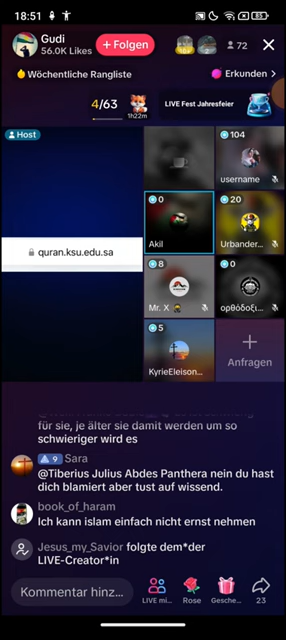 18:51
85
Gudi
56.0K Likes
+ Folgen
72
Wöchentliche Rangliste
Erkunden >
4/63
1h22m
LIVE Fest Jahresfeier
Host
104
username
quran.ksu.edu.sa
0
Akil
20
Urbander...
8
Mr. X
0
ορθόδοξι...
5
KyrieEleison...
+
Anfragen
für sie, je älter sie damit werden um so
schwieriger wird es
9 Sara
@Tiberius Julius Abdes Panthera nein du hast
dich blamiert aber tust auf wissend.
book_of_haram
Ich kann islam einfach nicht ernst nehmen
Jesus_my_Savior folgte dem*der
LIVE-Creator*in
Kommentar hinz...
LIVE mi...
Rose
Gesche...
23